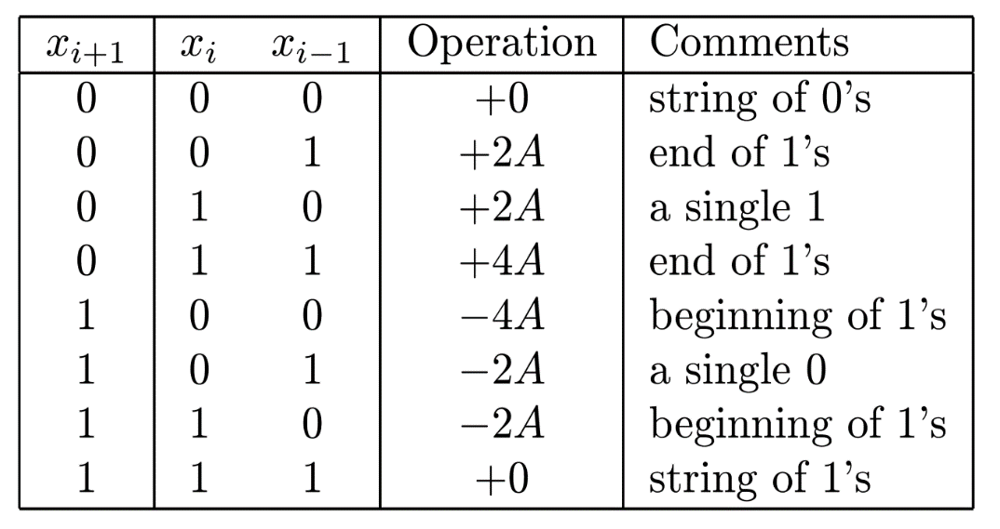 x_{i+1} x_i x_{i−1} Operation Comments
0 0 0 +0 string of 0's
0 0 1 +2A end of 1's
0 1 0 +2A a single 1
0 1 1 +4A end of 1's
1 0 0 −4A beginning of 1's
1 0 1 −2A a single 0
1 1 0 −2A beginning of 1's
1 1 1 +0 string of 1's